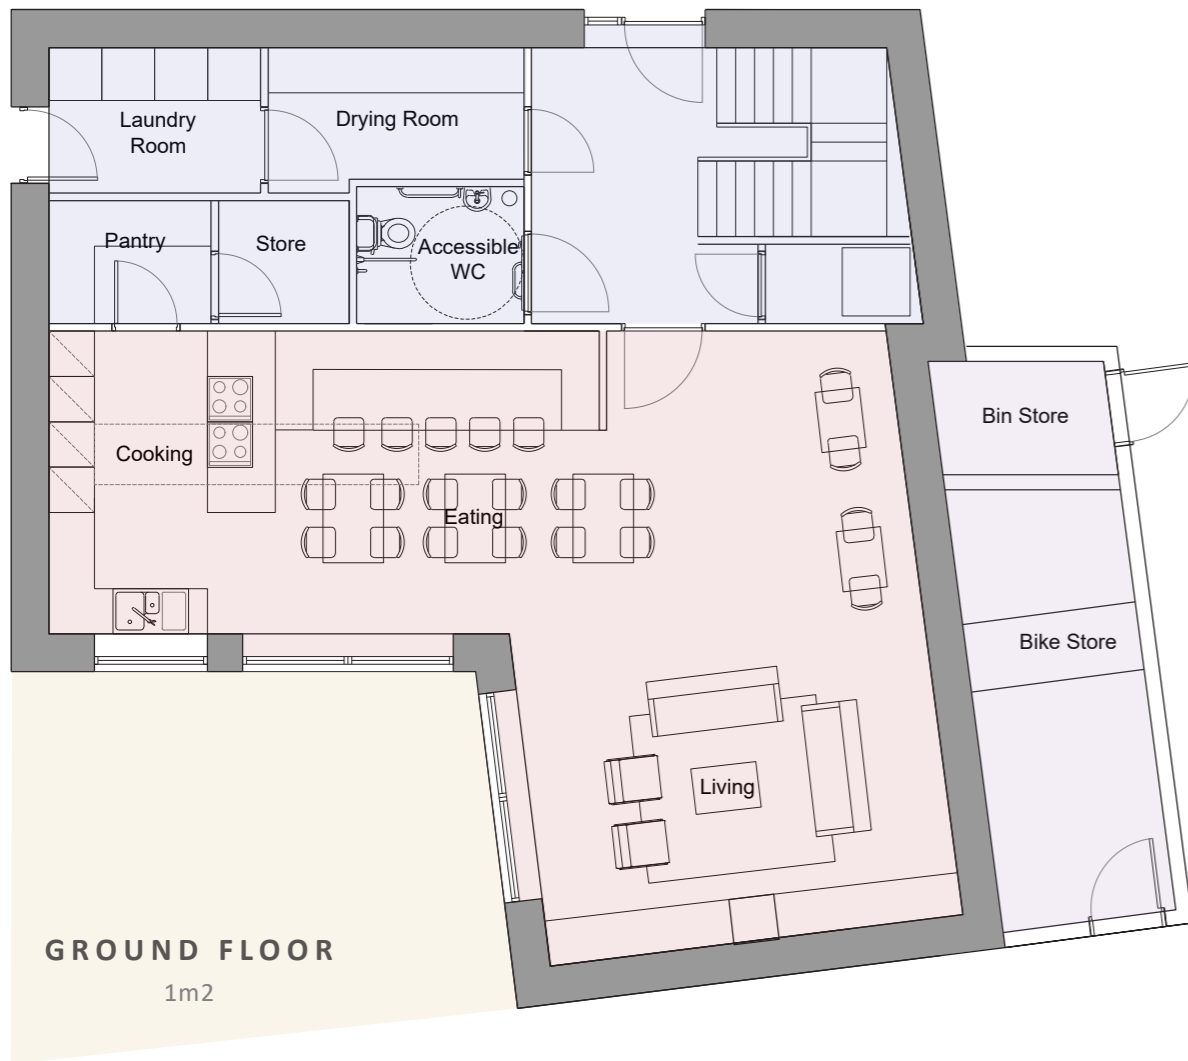 Laundry
Room
Drying Room
Pantry
Store
Accessible
WC
Cooking
Eating
Bin Store
Bike Store
Living
GROUND FLOOR
1m2